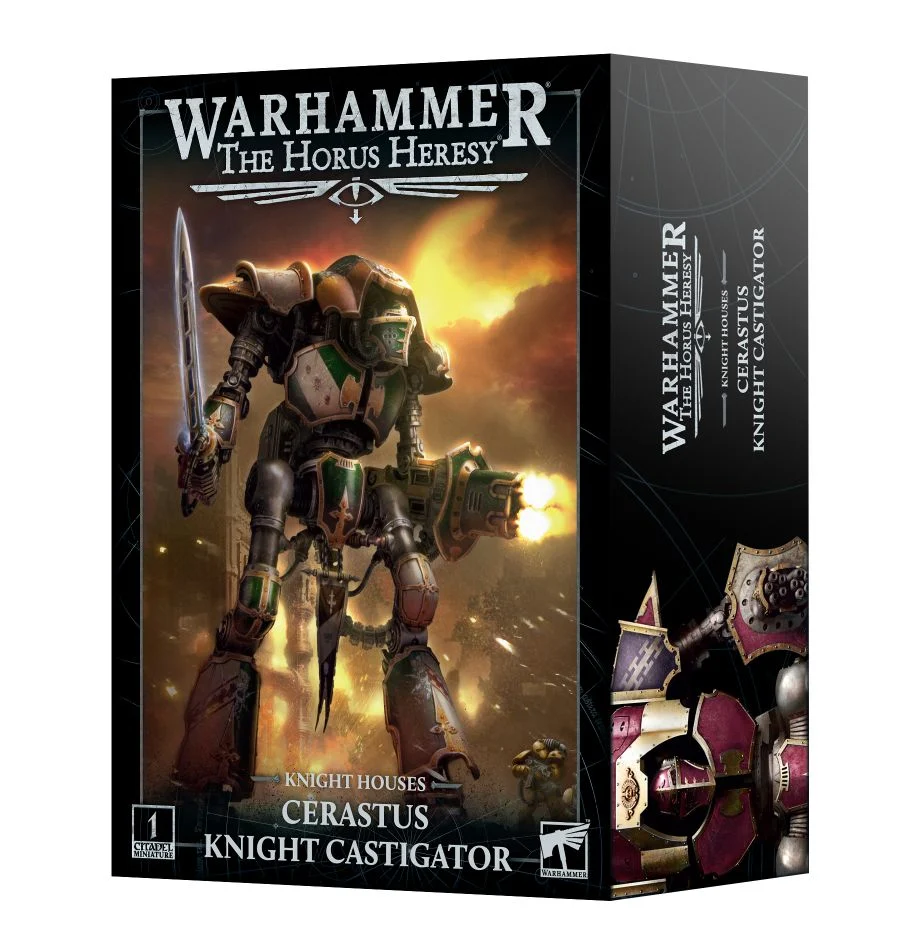 WARHAMMER®
THE HORUS HERESY®
KNIGHT HOUSES
CERASTUS
KNIGHT CASTIGATOR
1
CITADEL
MINIATURE
WARHAMMER
WARHAMMER
THE HORUS HERESY
KNIGHT HOUSES
CERASTUS
KNIGHT CASTIGATOR